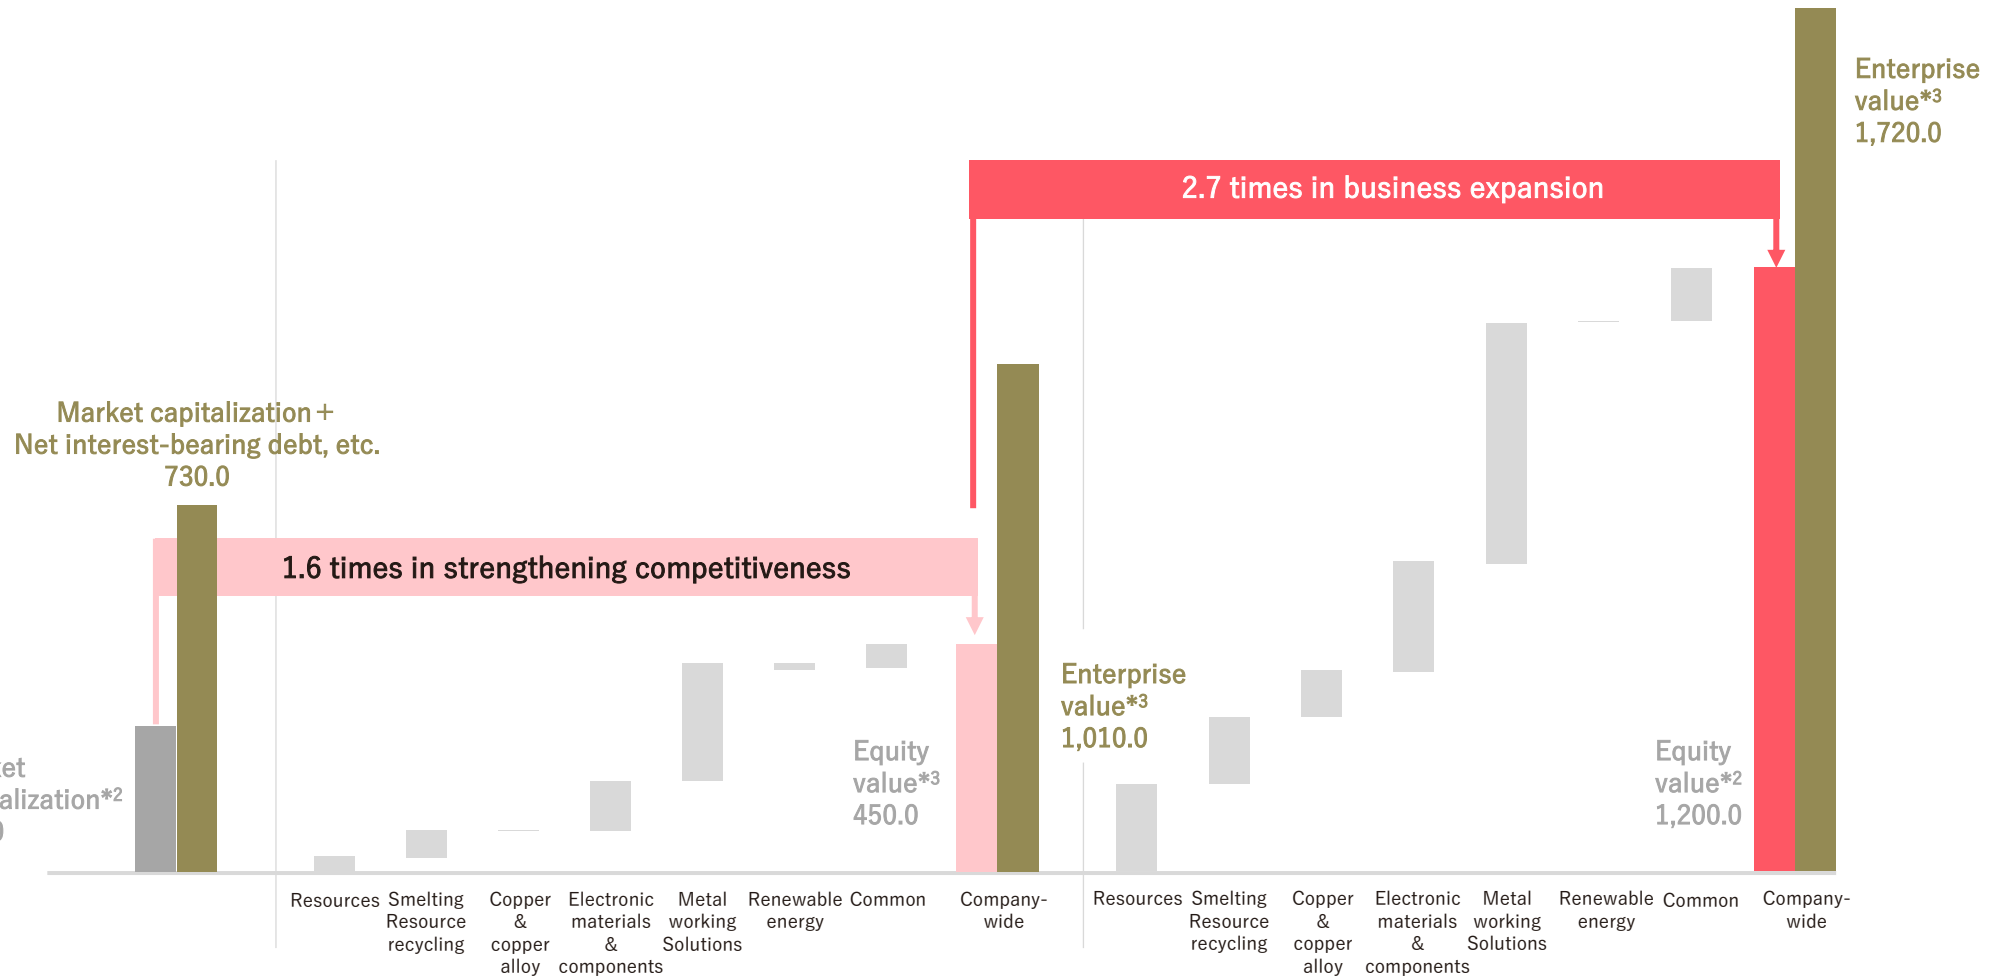 Enterprise
value*3
1,720.0
2.7 times in business expansion
Market capitalization+
Net interest-bearing debt, etc.
730.0
1.6 times in strengthening competitiveness
Enterprise
value*3
1,010.0
Equity
value*3
450.0
Equity
value*2
1,200.0
Resources
Smelting
Resource
recycling
Copper
&
copper
alloy
Electronic
materials
&
components
Metal
working
Solutions
Renewable
energy
Common
Company-
wide
Resources
Smelting
Resource
recycling
Copper
&
copper
alloy
Electronic
materials
&
components
Metal
working
Solutions
Renewable
energy
Common
Company-
wide